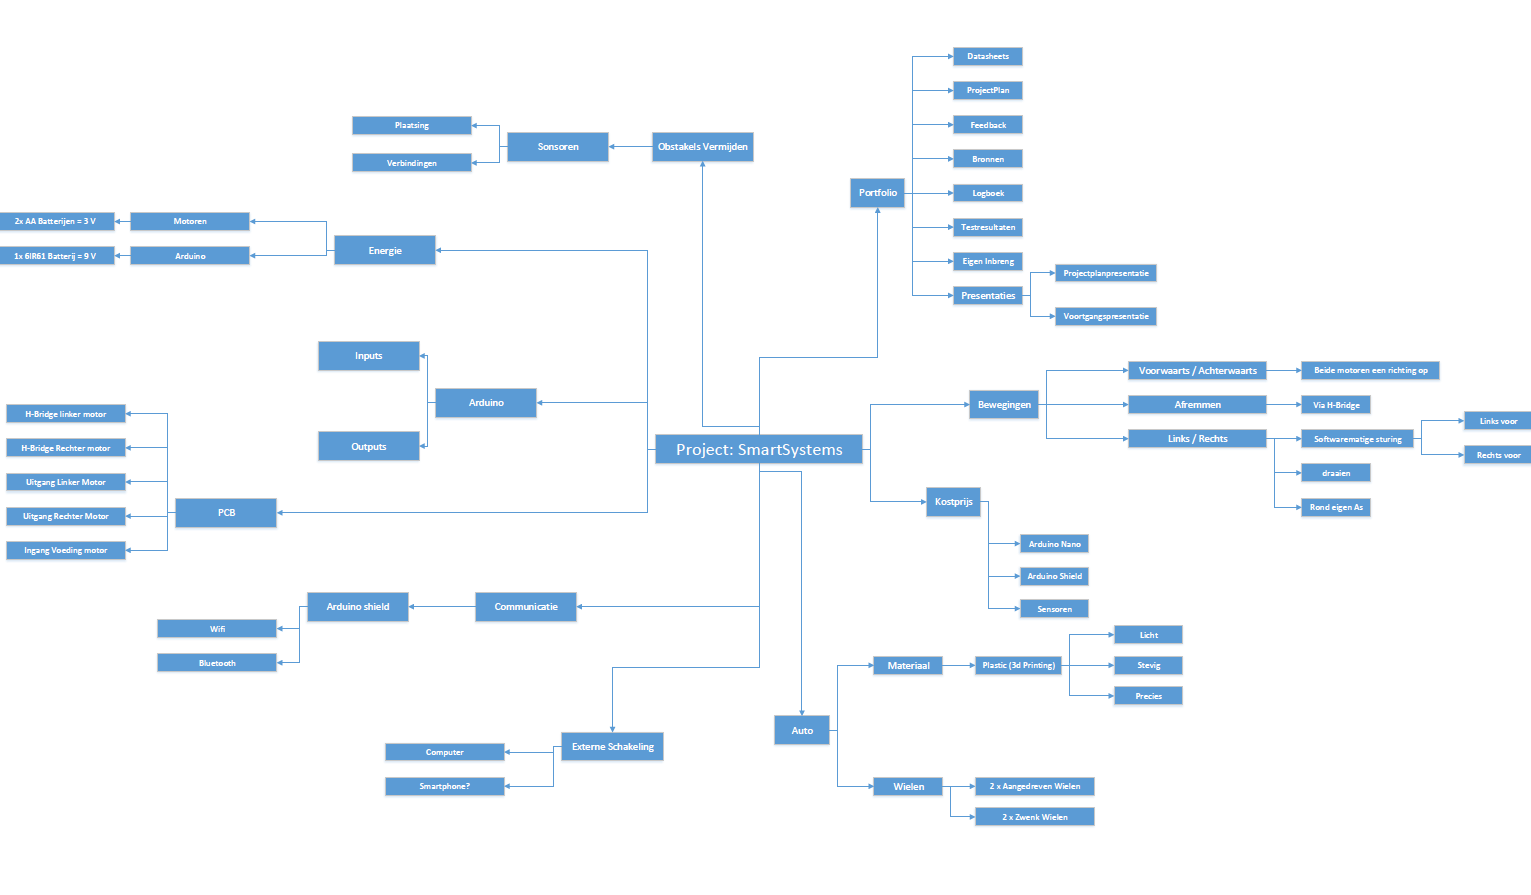 Datasheets
ProjectPlan
Feedback
Bronnen
Logboek
Testresultaten
Eigen Inbreng
Presentaties
Projectplanpresentatie
Voortgangspresentatie
Portfolio
Plaatsing
Verbindingen
Sonsoren
Obstakels Vermijden
2x AA Batterijen = 3 V
Motoren
1x 6IR61 Batterij = 9 V
Arduino
Energie
Inputs
Outputs
Arduino
H-Bridge linker motor
H-Bridge Rechter motor
Uitgang Linker Motor
Uitgang Rechter Motor
Ingang Voeding motor
PCB
Project: SmartSystems
Bewegingen
Voorwaarts / Achterwaarts
Beide motoren een richting op
Afremmen
Via H-Bridge
Links / Rechts
Softwarematige sturing
Links voor
Rechts voor
draaien
Rond eigen As
Kostprijs
Arduino Nano
Arduino Shield
Sensoren
Communicatie
Arduino shield
Wifi
Bluetooth
Externe Schakeling
Computer
Smartphone?
Auto
Materiaal
Plastic (3d Printing)
Licht
Stevig
Precies
Wielen
2 x Aangedreven Wielen
2 x Zwenk Wielen